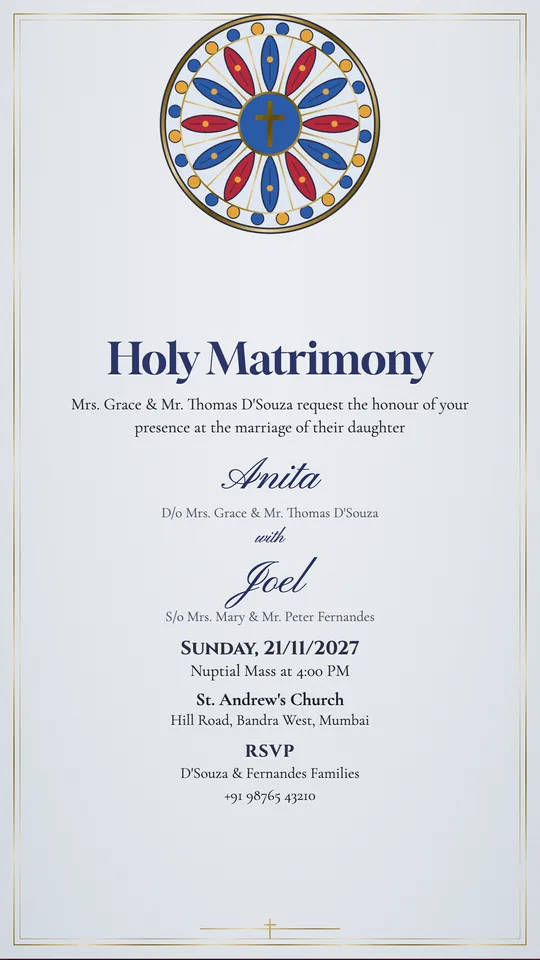 Holy Matrimony
Mrs. Grace & Mr. Thomas D'Souza request the honour of your
presence at the marriage of their daughter
Anita
D/o Mrs. Grace & Mr. Thomas D'Souza
with
Joel
S/o Mrs. Mary & Mr. Peter Fernandes
Sunday, 21/11/2027
Nuptial Mass at 4:00 PM
St. Andrew's Church
Hill Road, Bandra West, Mumbai
RSVP
D'Souza & Fernandes Families
+91 98765 43210